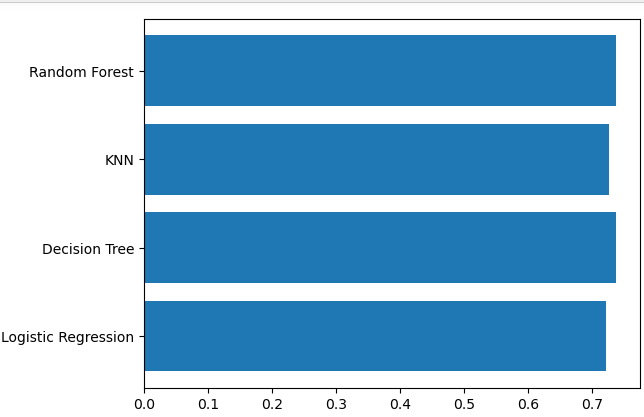 Random Forest
KNN
Decision Tree
Logistic Regression
0.0 0.1 0.2 0.3 0.4 0.5 0.6 0.7